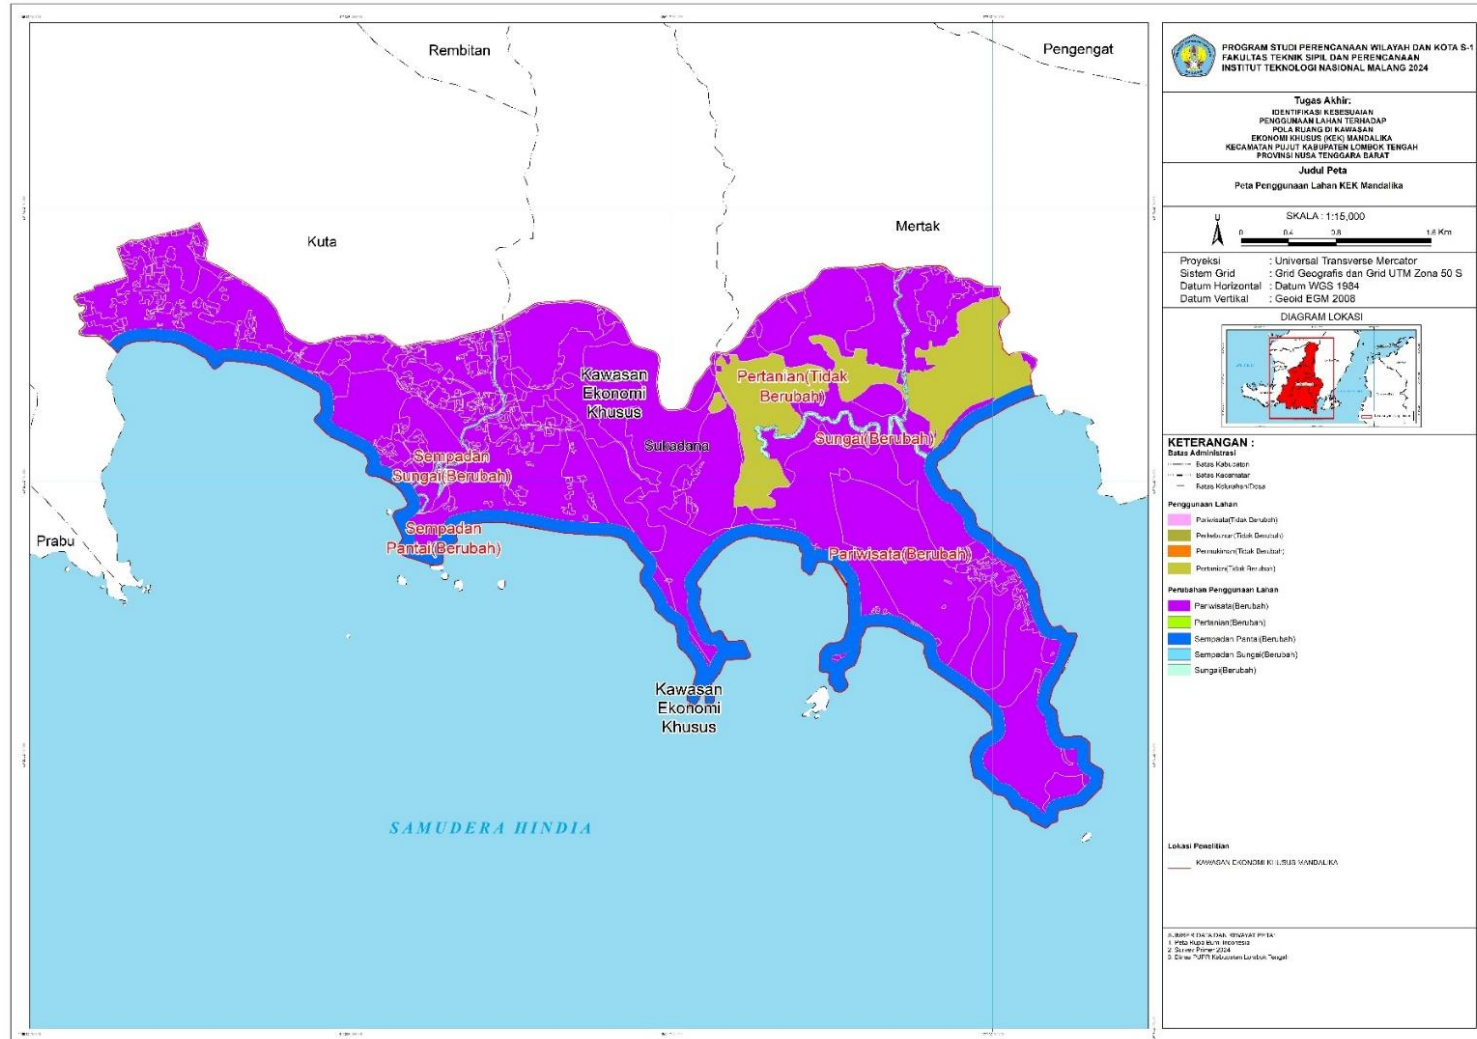 Rembitan
Pengengat
Kuta
Mertak
Kawasan
Ekonomi
Khusus
Pertanian(Tidak
Berubah)
Sukadana
Sungai(Berubah)
Sempadan
Sungai(Berubah)
Sempadan
Pantai(Berubah)
Pariwisata(Berubah)
Prabu
Kawasan
Ekonomi
Khusus
SAMUDERA HINDIA
PROGRAM STUDI PERENCANAAN WILAYAH DAN KOTA S-1
FAKULTAS TEKNIK SIPIL DAN PERENCANAAN
INSTITUT TEKNOLOGI NASIONAL MALANG 2024
Tugas Akhir:
IDENTIFIKASI KESESUAIAN
PENGGUNAAN LAHAN TERHADAP
POLA RUANG DI KAWASAN
EKONOMI KHUSUS (KEK) MANDALIKA
KECAMATAN PUJUT KABUPATEN LOMBOK TENGAH
PROVINSI NUSA TENGGARA BARAT
Judul Peta
Peta Penggunaan Lahan KEK Mandalika
U
SKALA : 1:15,000
0 0.4 0.8 1.6 Km
Proyeksi : Universal Transverse Mercator
Sistem Grid : Grid Geografis dan Grid UTM Zona 50 S
Datum Horizontal : Datum WGS 1984
Datum Vertikal : Geoid EGM 2008
DIAGRAM LOKASI
KETERANGAN :
Batas Administrasi
Batas Kabupaten
Batas Kecamatan
Batas Kelurahan/Desa
Penggunaan Lahan
Pariwisata(Tidak Berubah)
Perkebunan(Tidak Berubah)
Permukiman(Tidak Berubah)
Pertanian(Tidak Berubah)
Perubahan Penggunaan Lahan
Pariwisata(Berubah)
Pertanian(Berubah)
Sempadan Pantai(Berubah)
Sempadan Sungai(Berubah)
Sungai(Berubah)
Lokasi Penelitian
KAWASAN EKONOMI KHUSUS MANDALIKA
SUMBER DATA DAN RIWAYAT PETA:
1. Peta Rupa Bumi Indonesia
2. Survey Primer 2024
3. Dinas PUPR Kabupaten Lombok Tengah